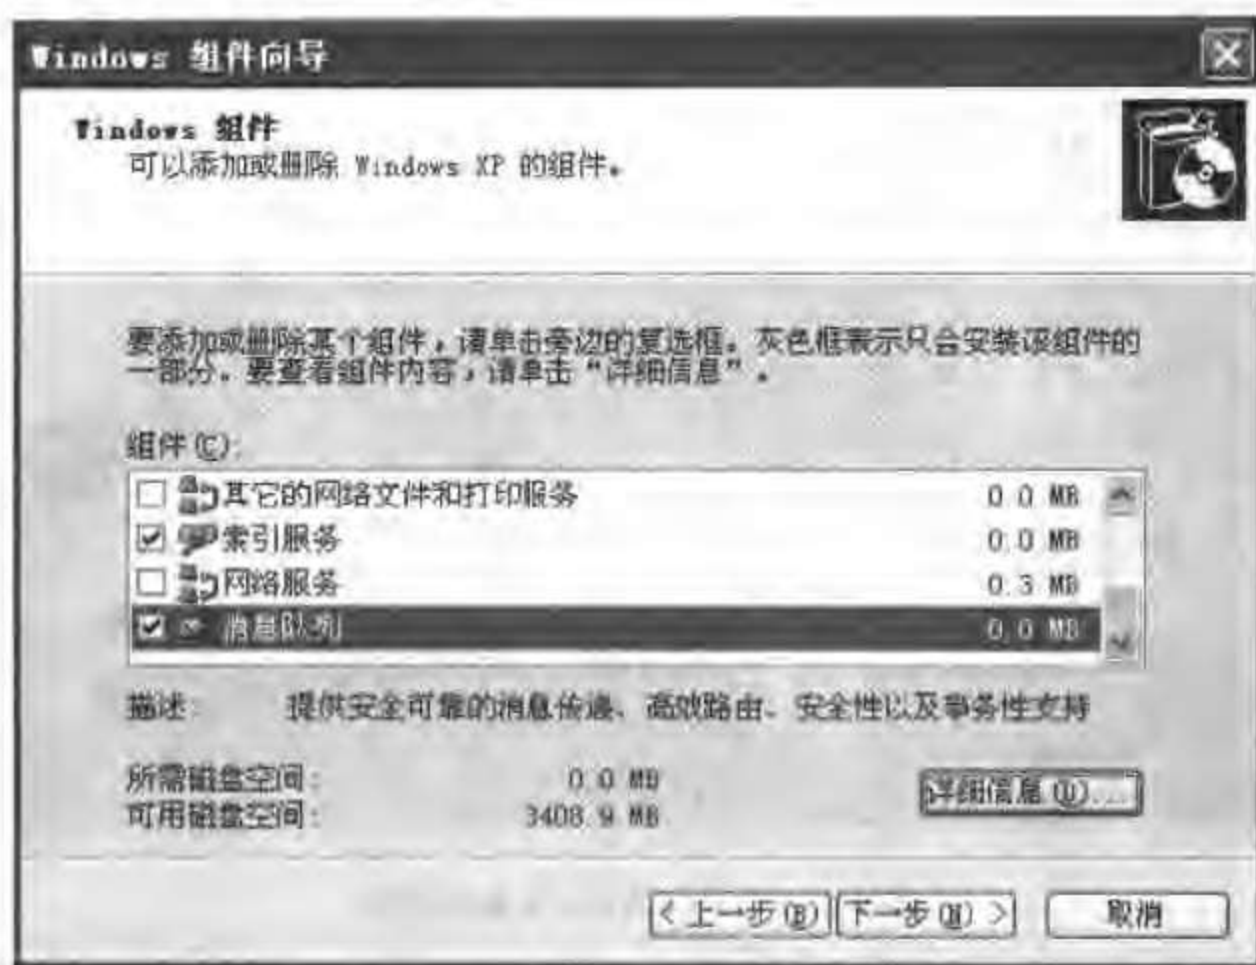 Windows 组件向导
Windows 组件
可以添加或删除 Windows XP 的组件。
要添加或删除某个组件，请单击旁边的复选框。灰色框表示只会安装该组件的
一部分。要查看组件内容，请单击“详细信息”。
组件(C):
其它的网络文件和打印服务 0.0 MB
索引服务 0.0 MB
网络服务 0.3 MB
消息队列 0.0 MB
描述: 提供安全可靠的消息传递、高效路由、安全性以及事务性支持
所需磁盘空间: 0.0 MB
可用磁盘空间: 3408.9 MB
详细信息(D)...
< 上一步(B) 下一步(N) > 取消